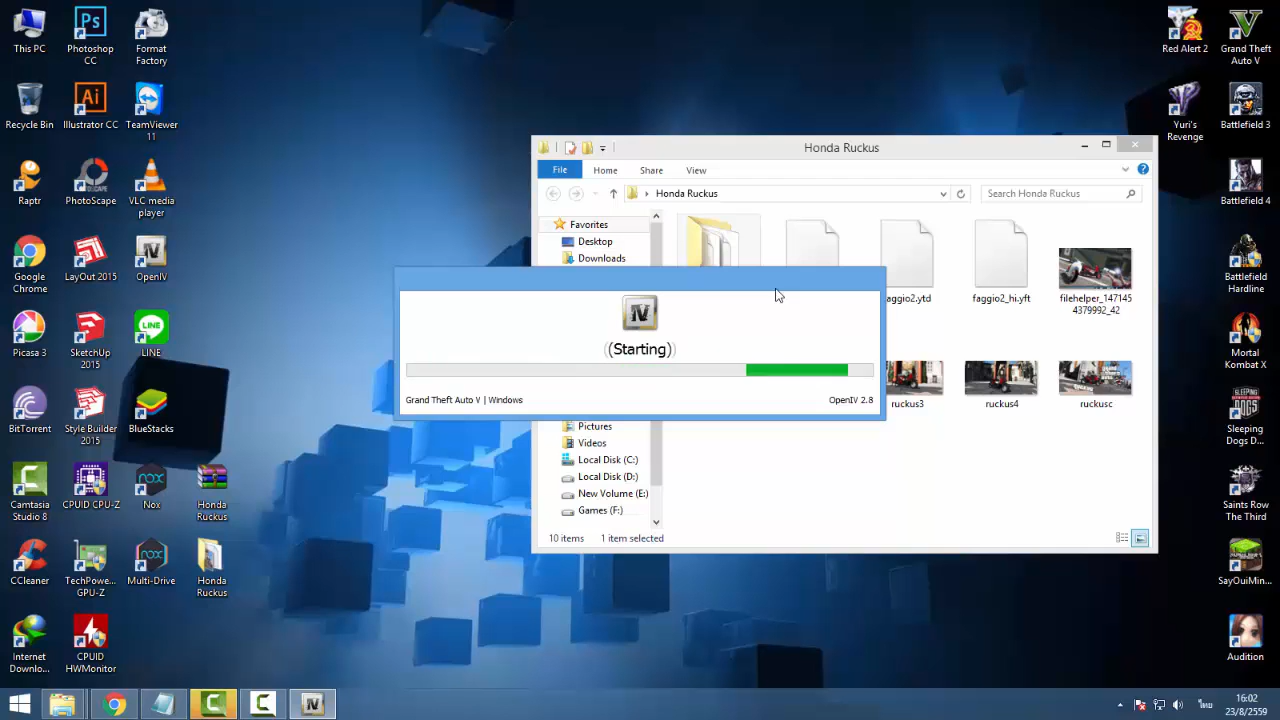 This PC
Photoshop
CC
Format
Factory
Red Alert 2
Grand Theft
Auto V
Recycle Bin
Illustrator CC
TeamViewer
11
Yuri's
Revenge
Battlefield 3
Raptr
PhotoScape
VLC media
player
Battlefield 4
Google
Chrome
LayOut 2015
OpenIV
Battlefield
Hardline
Picasa 3
SketchUp
2015
LINE
Mortal
Kombat X
BitTorrent
Style Builder
2015
BlueStacks
Sleeping
Dogs D...
Camtasia
Studio 8
CPUID CPU-Z
Nox
Honda
Ruckus
Saints Row
The Third
CCleaner
TechPowe...
GPU-Z
Multi-Drive
Honda
Ruckus
SayOuiMin...
Internet
Downlo...
CPUID
HWMonitor
Audition
Honda Ruckus
File
Home
Share
View
Honda Ruckus
Search Honda Ruckus
Favorites
Desktop
Downloads
Pictures
Videos
Local Disk (C:)
Local Disk (D:)
New Volume (E:)
Games (F:)
faggio2.ytd
faggio2_hi.yft
filehelper_147145
4379992_42
ruckus3
ruckus4
ruckusc
10 items
1 item selected
((Starting))
Grand Theft Auto V | Windows
OpenIV 2.8
ไทย
16:02
23/8/2559